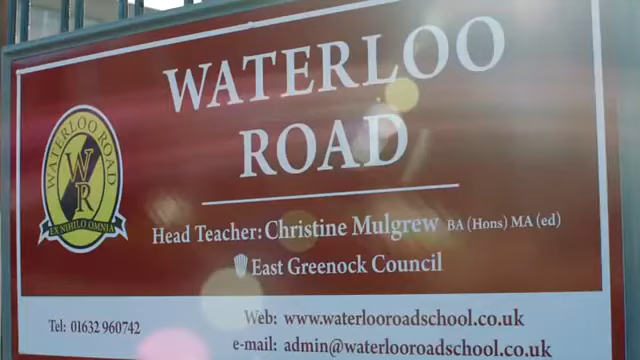 WATERLOO
ROAD
WATERLOO ROAD
WR
EX NIHILO OMNIA
Head Teacher: Christine Mulgrew BA (Hons) MA (ed)
East Greenock Council
Tel: 01632 960742
Web: www.waterlooroadschool.co.uk
e-mail: admin@waterlooroadschool.co.uk